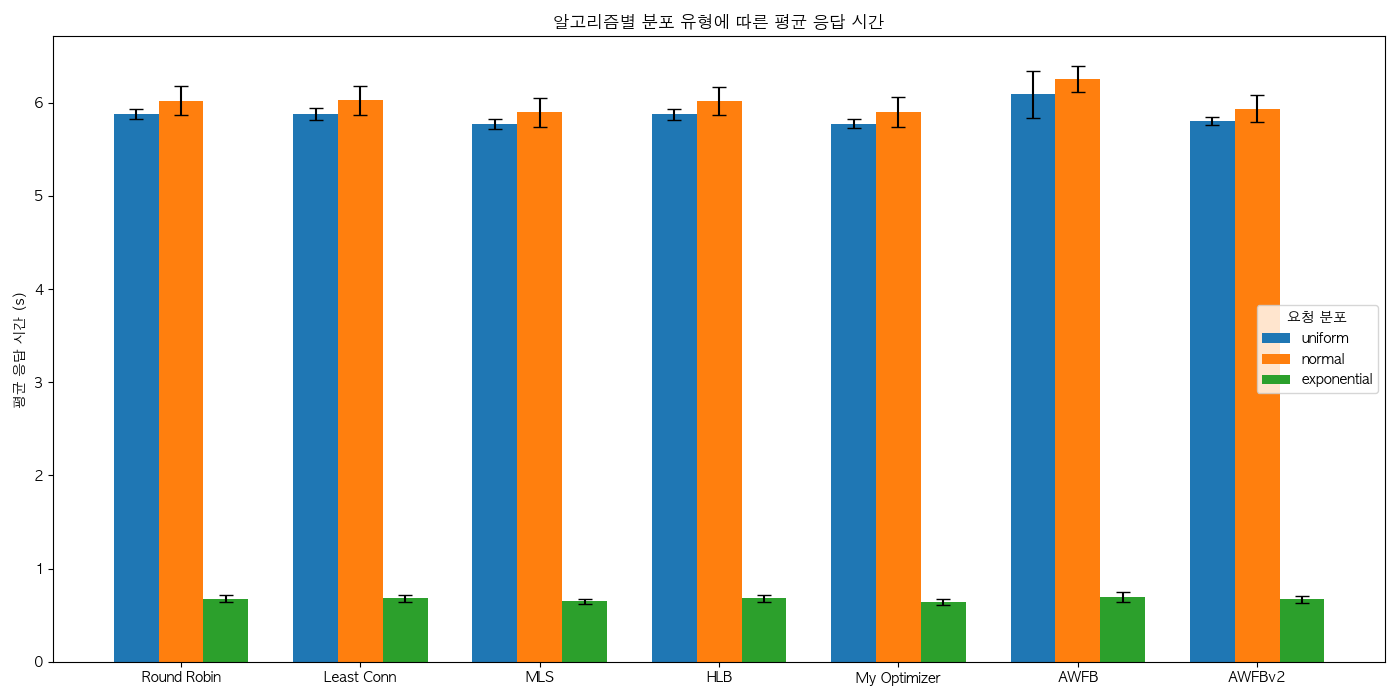 알고리즘별 분포 유형에 따른 평균 응답 시간
평균 응답 시간 (s)
6
5
4
3
2
1
0
요청 분포
uniform
normal
exponential
Round Robin
Least Conn
MLS
HLB
My Optimizer
AWFB
AWFBv2